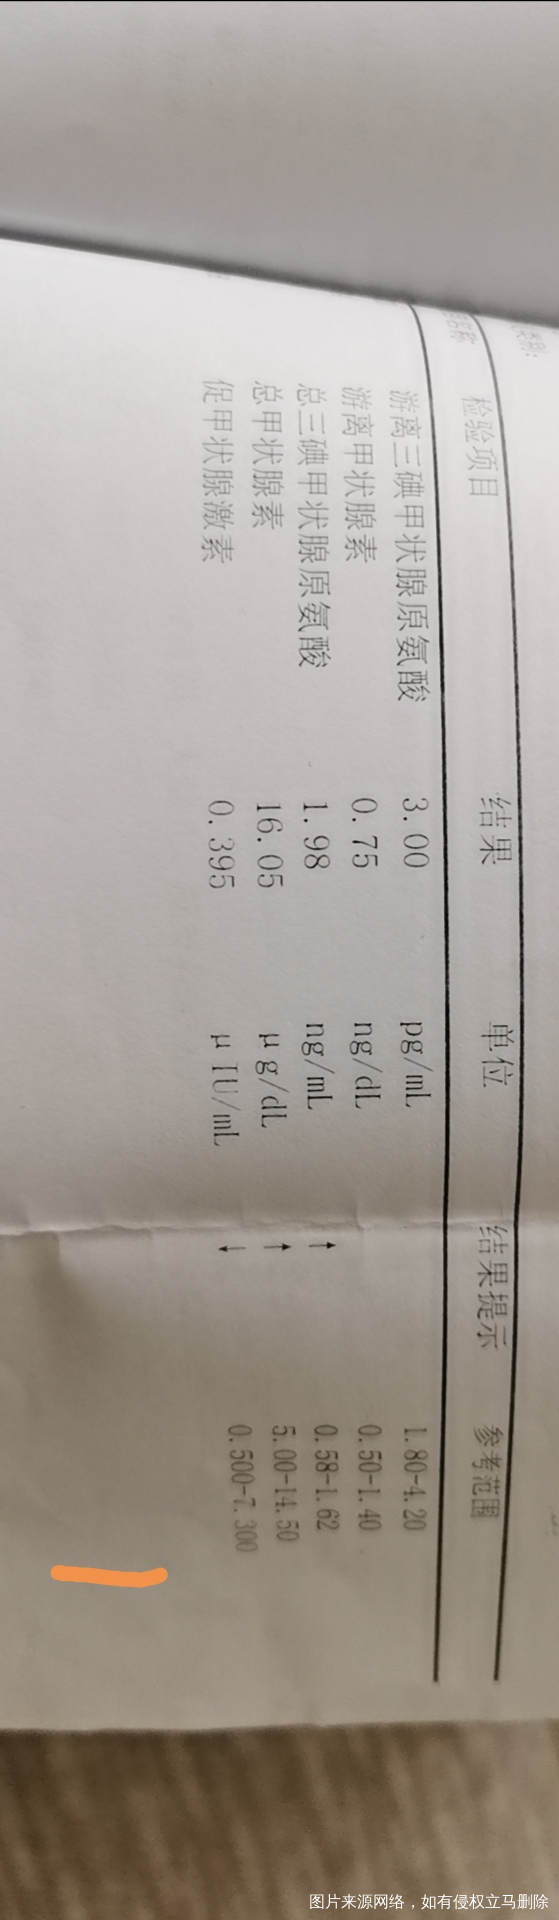 检验项目 结果 单位 结果提示 参考范围
游离三碘甲状腺原氨酸 3.00 pg/mL 1.80-4.20
游离甲状腺素 0.75 ng/dL 0.50-1.40
总三碘甲状腺原氨酸 1.98 ng/mL ↑ 0.58-1.62
总甲状腺素 16.05 μg/dL ↑ 5.00-14.50
促甲状腺激素 0.395 μIU/mL ↓ 0.500-7.300
图片来源网络，如有侵权立马删除